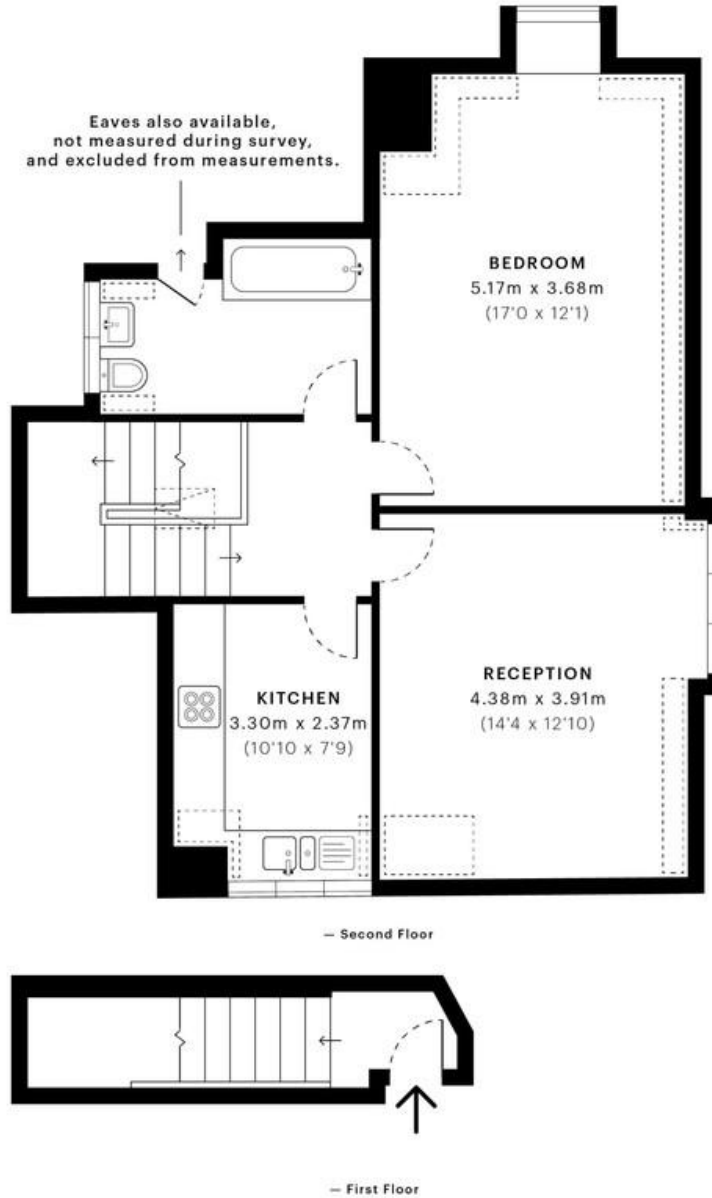 Eaves also available,
not measured during survey,
and excluded from measurements.
BEDROOM
5.17m x 3.68m
(17'0 x 12'1)
KITCHEN
3.30m x 2.37m
(10'10 x 7'9)
RECEPTION
4.38m x 3.91m
(14'4 x 12'10)
— Second Floor
— First Floor